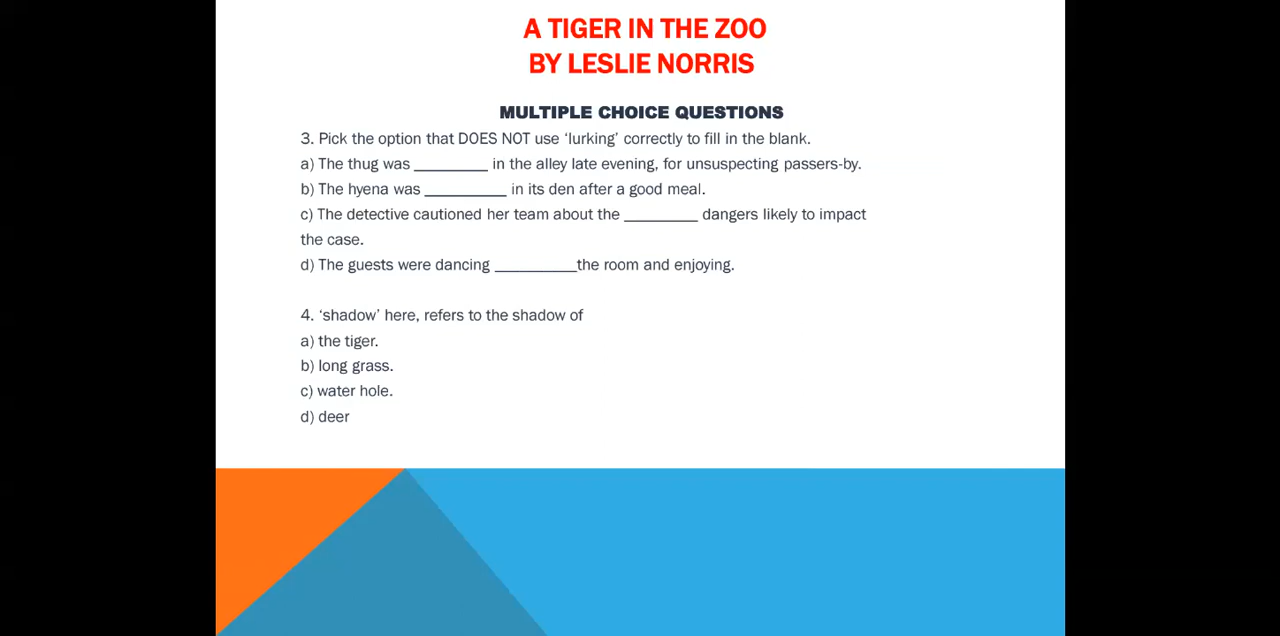 A TIGER IN THE ZOO
BY LESLIE NORRIS
MULTIPLE CHOICE QUESTIONS
3. Pick the option that DOES NOT use ‘lurking’ correctly to fill in the blank.
a) The thug was _________ in the alley late evening, for unsuspecting passers-by.
b) The hyena was __________ in its den after a good meal.
c) The detective cautioned her team about the _________ dangers likely to impact
the case.
d) The guests were dancing __________the room and enjoying.
4. ‘shadow’ here, refers to the shadow of
a) the tiger.
b) long grass.
c) water hole.
d) deer